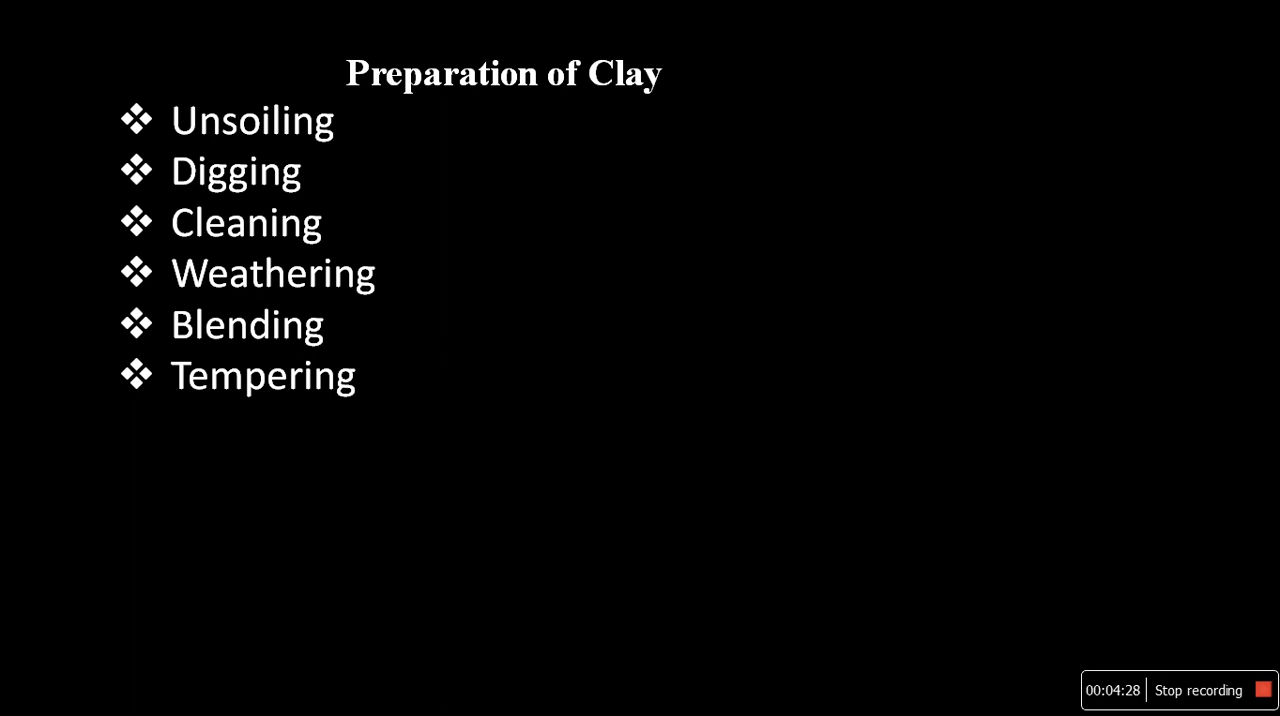 Preparation of Clay
❖ Unsoiling
❖ Digging
❖ Cleaning
❖ Weathering
❖ Blending
❖ Tempering
00:04:28 Stop recording